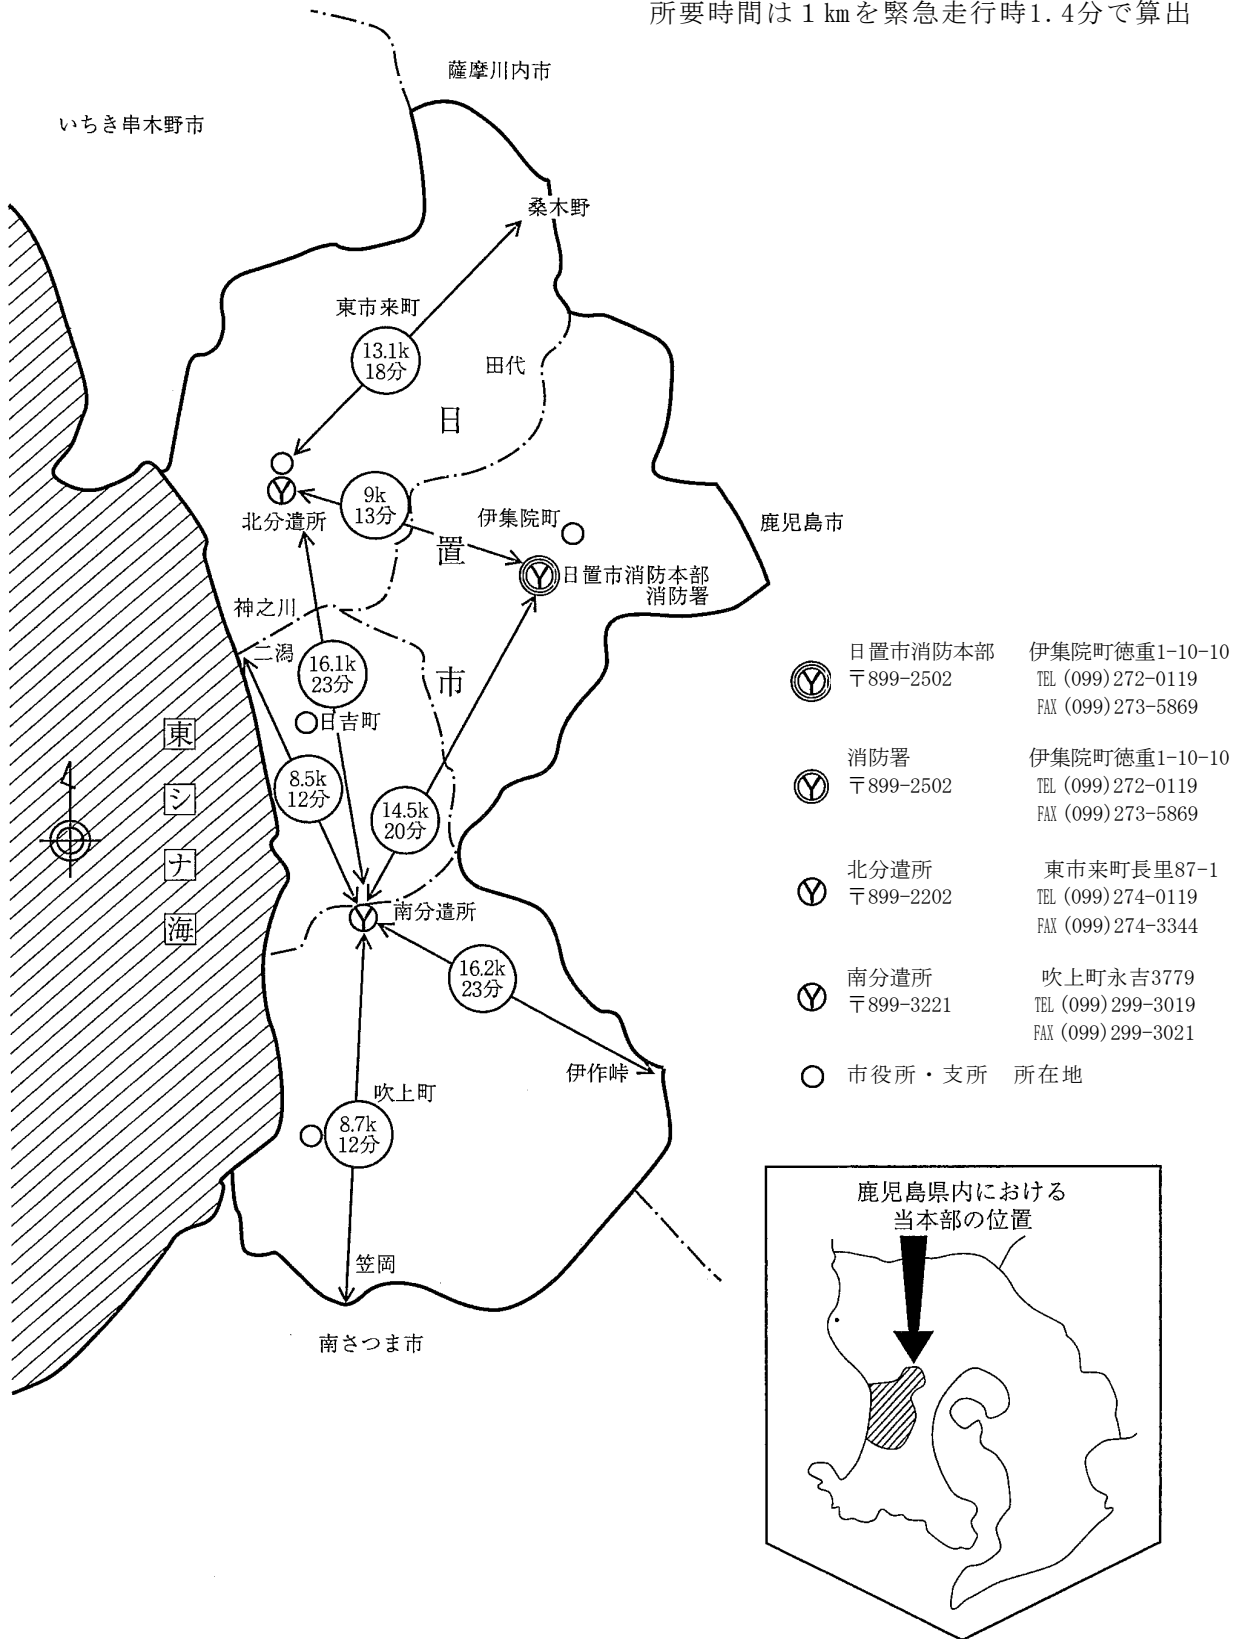 所要時間は１㎞を緊急走行時1.4分で算出
薩摩川内市
いちき串木野市
桑木野
東市来町
13.1k
18分
田代
日
9k
13分
北分遣所
伊集院町
鹿児島市
置
日置市消防本部
消防署
神之川
二潟
16.1k
23分
市
日吉町
東
シ
ナ
海
8.5k
12分
14.5k
20分
南分遣所
16.2k
23分
伊作峠
吹上町
8.7k
12分
笠岡
南さつま市
日置市消防本部　伊集院町徳重1-10-10
〒899-2502　TEL (099)272-0119
FAX (099)273-5869
消防署　伊集院町徳重1-10-10
〒899-2502　TEL (099)272-0119
FAX (099)273-5869
北分遣所　東市来町長里87-1
〒899-2202　TEL (099)274-0119
FAX (099)274-3344
南分遣所　吹上町永吉3779
〒899-3221　TEL (099)299-3019
FAX (099)299-3021
市役所・支所　所在地
鹿児島県内における
当本部の位置